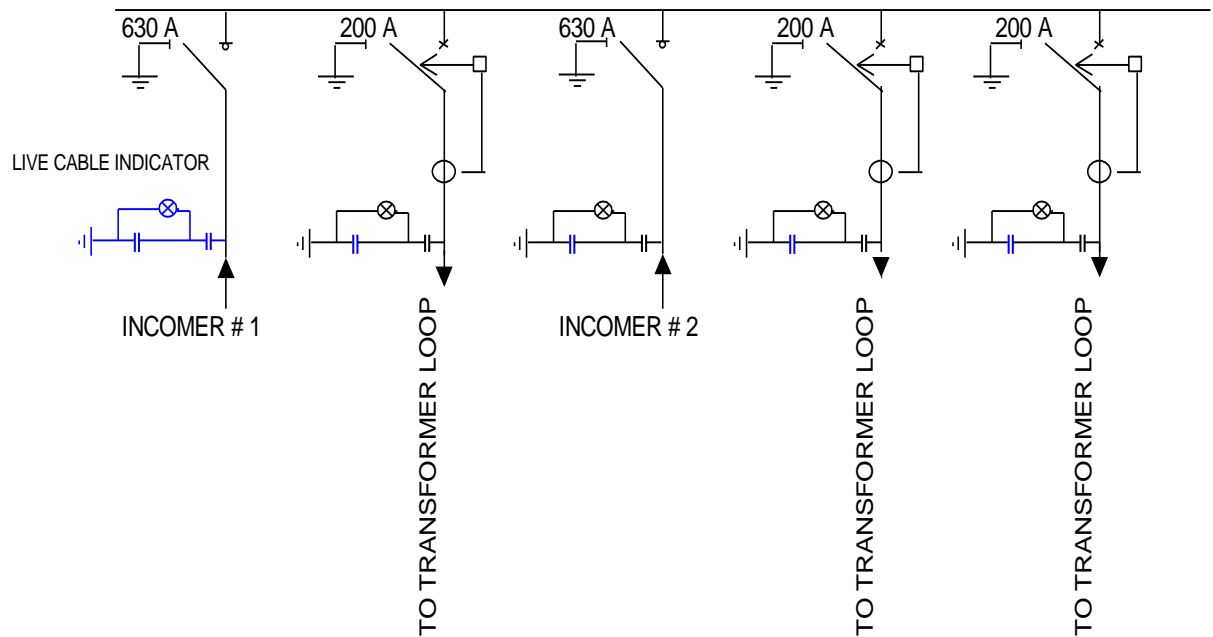 630 A
200 A
630 A
200 A
200 A
LIVE CABLE INDICATOR
INCOMER # 1
INCOMER # 2
TO TRANSFORMER LOOP
TO TRANSFORMER LOOP
TO TRANSFORMER LOOP